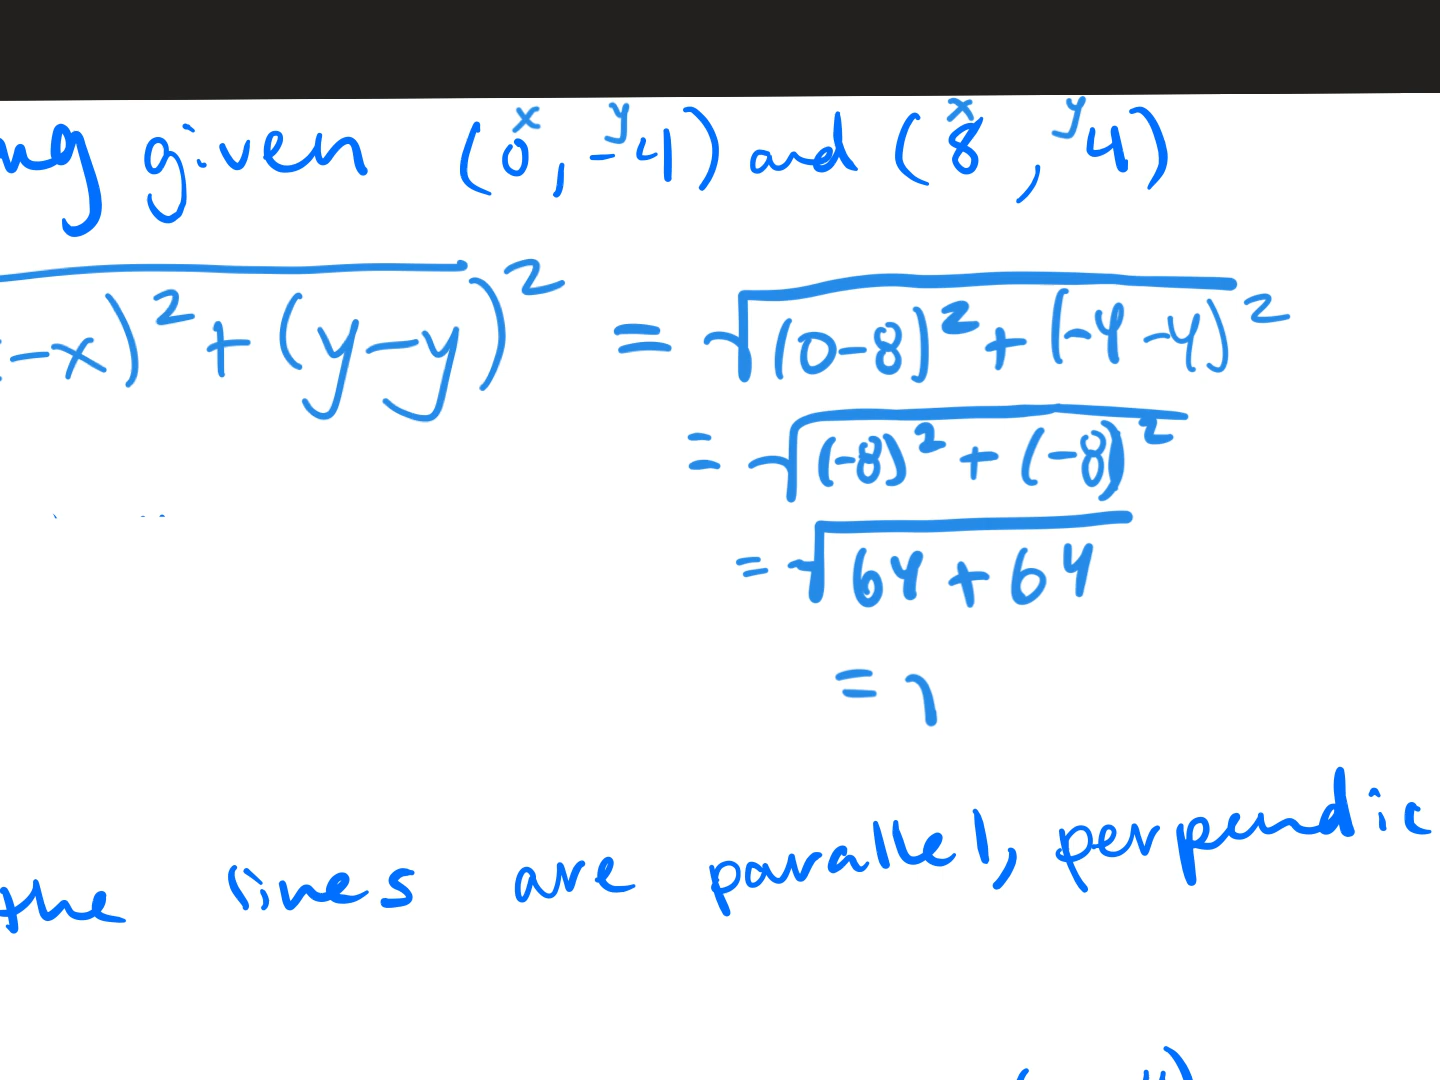 given (0, -4) and (8, 4)
x y x y
-x)² + (y-y)² = √(0-8)² + (-4-4)²
= √(-8)² + (-8)²
= √64 + 64
=
the lines are parallel, perpendic